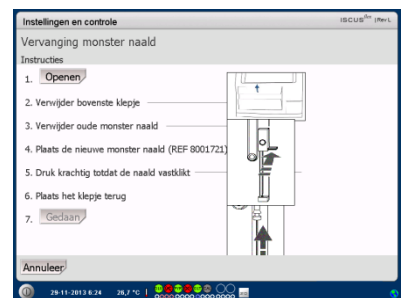 Instellingen en controle
ISCUSflex |Rev L
Vervanging monster naald
Instructies
1. Openen
2. Verwijder bovenste klepje
3. Verwijder oude monster naald
4. Plaats de nieuwe monster naald (REF 8001721)
5. Druk krachtig totdat de naald vastklikt
6. Plaats het klepje terug
7. Gedaan
Annuleer
29-11-2013 6:24 26,7 °C |